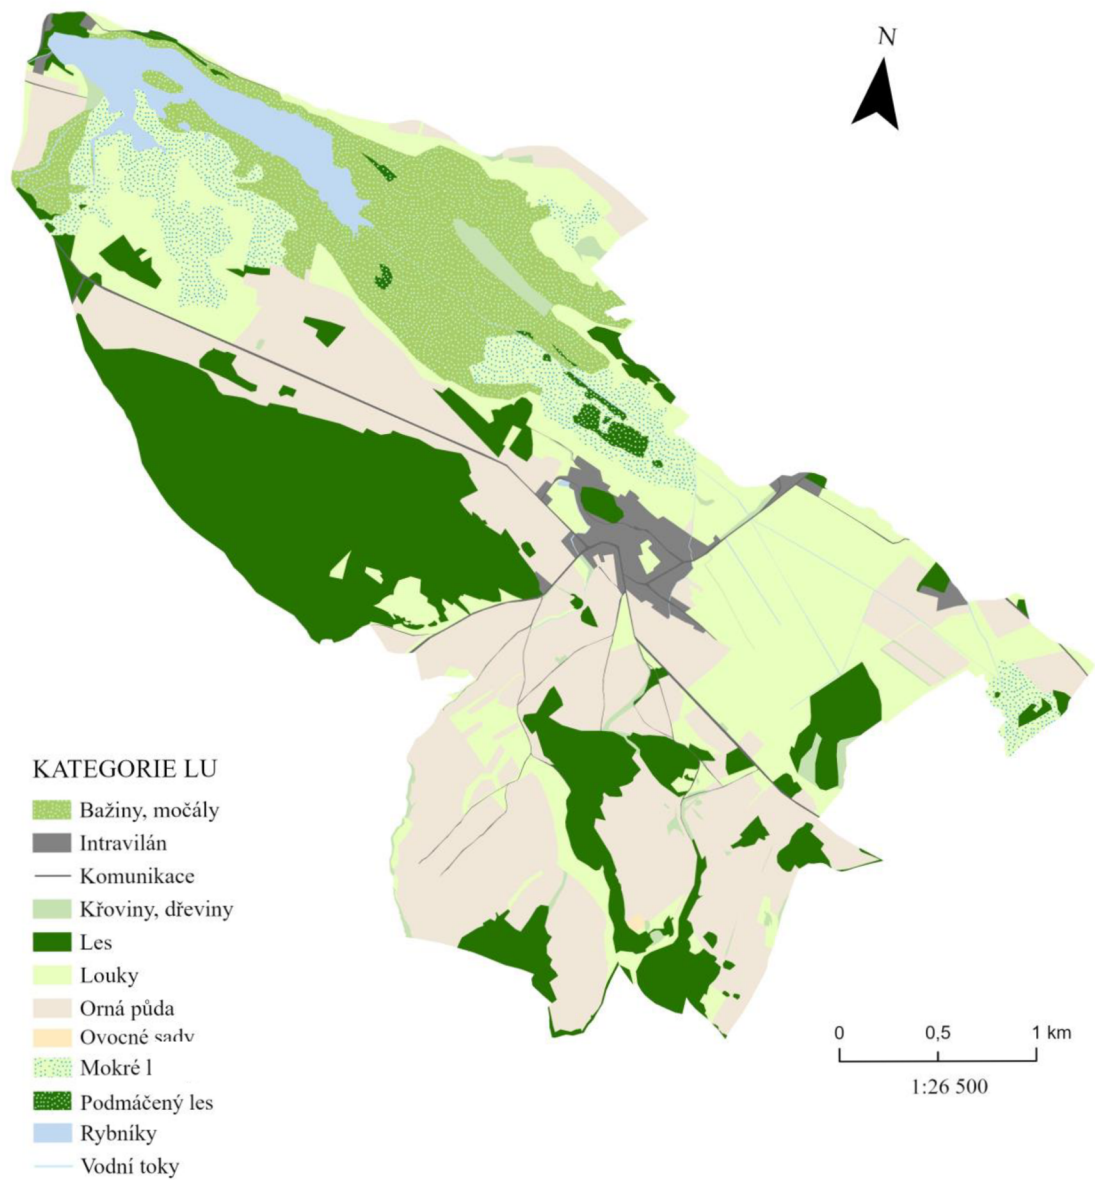 N
KATEGORIE LU
Bažiny, močály
Intravilán
Komunikace
Křoviny, dřeviny
Les
Louky
Orná půda
Ovocné sady
Mokré l
Podmáčený les
Rybníky
Vodní toky
0 0,5 1 km
1:26 500